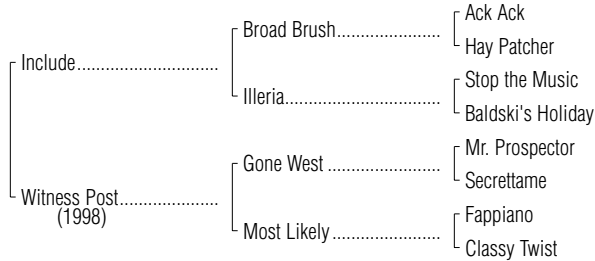 Ack Ack
Broad Brush
Hay Patcher
Include
Stop the Music
Illeria
Baldski's Holiday
Mr. Prospector
Gone West
Secrettame
Witness Post
(1998)
Fappiano
Most Likely
Classy Twist